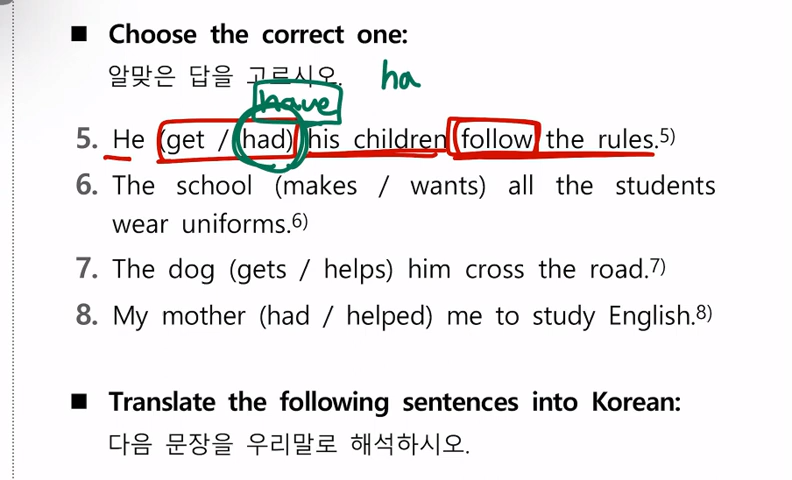 ■ Choose the correct one:
알맞은 답을 고르시오. ha
have
5. He (get / had) his children (follow) the rules.5)
6. The school (makes / wants) all the students
wear uniforms.6)
7. The dog (gets / helps) him cross the road.7)
8. My mother (had / helped) me to study English.8)
■ Translate the following sentences into Korean:
다음 문장을 우리말로 해석하시오.